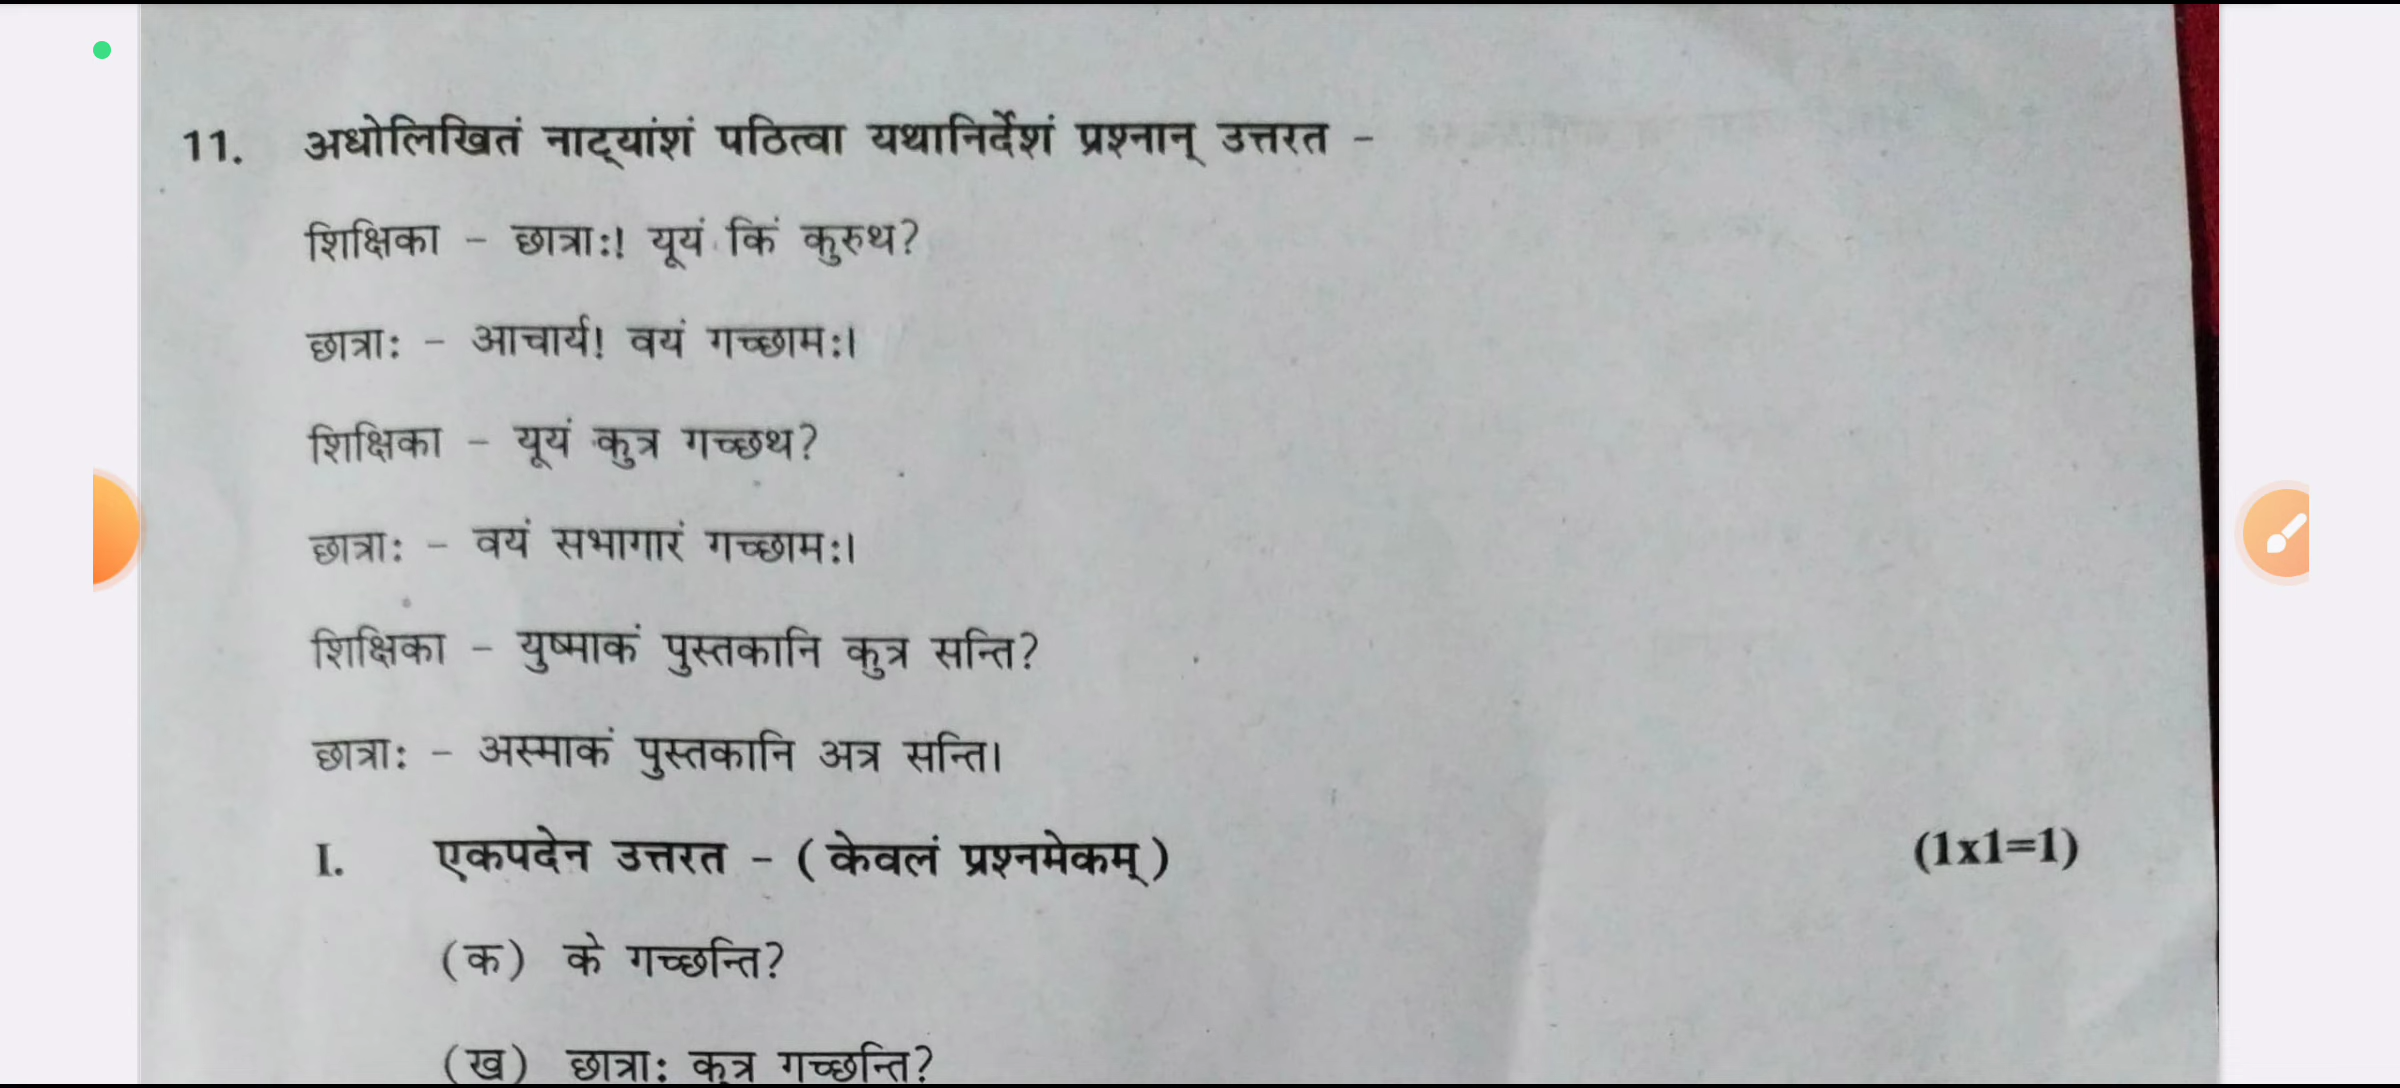 11. अधोलिखितं नाट्यांशं पठित्वा यथानिर्देशं प्रश्नान् उत्तरत -
शिक्षिका - छात्राः! यूयं किं कुरुथ?
छात्राः - आचार्य! वयं गच्छामः।
शिक्षिका - यूयं कुत्र गच्छथ?
छात्राः - वयं सभागारं गच्छामः।
शिक्षिका - युष्माकं पुस्तकानि कुत्र सन्ति?
छात्राः - अस्माकं पुस्तकानि अत्र सन्ति।
I. एकपदेन उत्तरत - (केवलं प्रश्नमेकम्) (1x1=1)
(क) के गच्छन्ति?
(ख) छात्राः कुत्र गच्छन्ति?